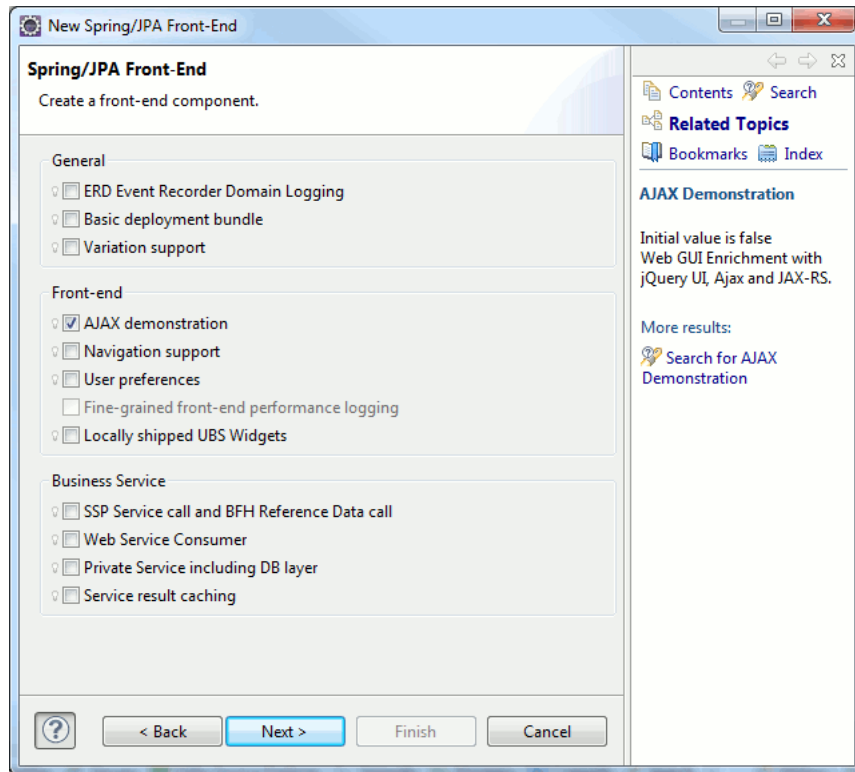 New Spring/JPA Front-End
Spring/JPA Front-End
Create a front-end component.
General
ERD Event Recorder Domain Logging
Basic deployment bundle
Variation support
Front-end
AJAX demonstration
Navigation support
User preferences
Fine-grained front-end performance logging
Locally shipped UBS Widgets
Business Service
SSP Service call and BFH Reference Data call
Web Service Consumer
Private Service including DB layer
Service result caching
? < Back Next > Finish Cancel
Contents Search
Related Topics
Bookmarks Index
AJAX Demonstration
Initial value is false
Web GUI Enrichment with
jQuery UI, Ajax and JAX-RS.
More results:
Search for AJAX
Demonstration